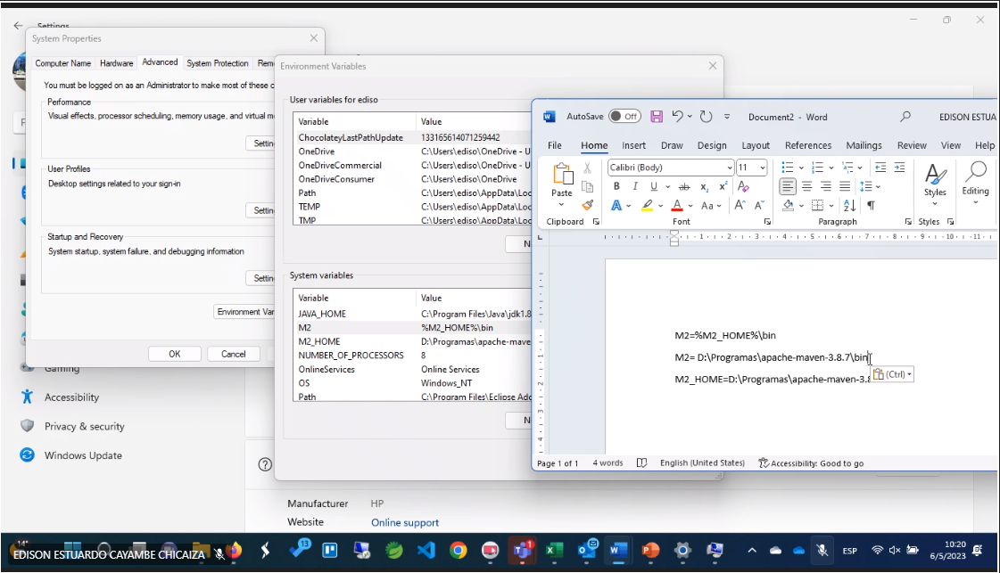 Settings
System Properties
Computer Name Hardware Advanced System Protection Rem
You must be logged on as an Administrator to make most of these c
Perfomance
Visual effects, processor scheduling, memory usage, and virtual m
Settin
User Profiles
Desktop settings related to your sign-in
Settin
Startup and Recovery
System startup, system failure, and debugging information
Settin
Environment Var
OK Cancel
F
Gaming
Accessibility
Privacy & security
Windows Update
Environment Variables
User variables for ediso
Variable Value
ChocolateyLastPathUpdate 133165614071259442
OneDrive C:\Users\ediso\OneDrive - U
OneDriveCommercial C:\Users\ediso\OneDrive - U
OneDriveConsumer C:\Users\ediso\OneDrive
Path C:\Users\ediso\AppData\Loc
TEMP C:\Users\ediso\AppData\Loc
TMP C:\Users\ediso\AppData\Loc
N
System variables
Variable Value
JAVA_HOME C:\Program Files\Java\jdk1.8
M2 %M2_HOME%\bin
M2_HOME D:\Programas\apache-mave
NUMBER_OF_PROCESSORS 8
OnlineServices Online Services
OS Windows_NT
Path C:\Program Files\Eclipse Add
N
Manufacturer HP
Website Online support
AutoSave Off Document2 - Word EDISON ESTUA
File Home Insert Draw Design Layout References Mailings Review View Help
Paste Calibri (Body) 11 Styles Editing
Clipboard Font Paragraph Styles
M2=%M2_HOME%\bin
M2= D:\Programas\apache-maven-3.8.7\bin
(Ctrl)
M2_HOME=D:\Programas\apache-maven-3.8
Page 1 of 1 4 words English (United States) Accessibility: Good to go
14°
EDISON ESTUARDO CAYAMBE CHICAIZA
13
1
ESP
10:20
6/5/2023